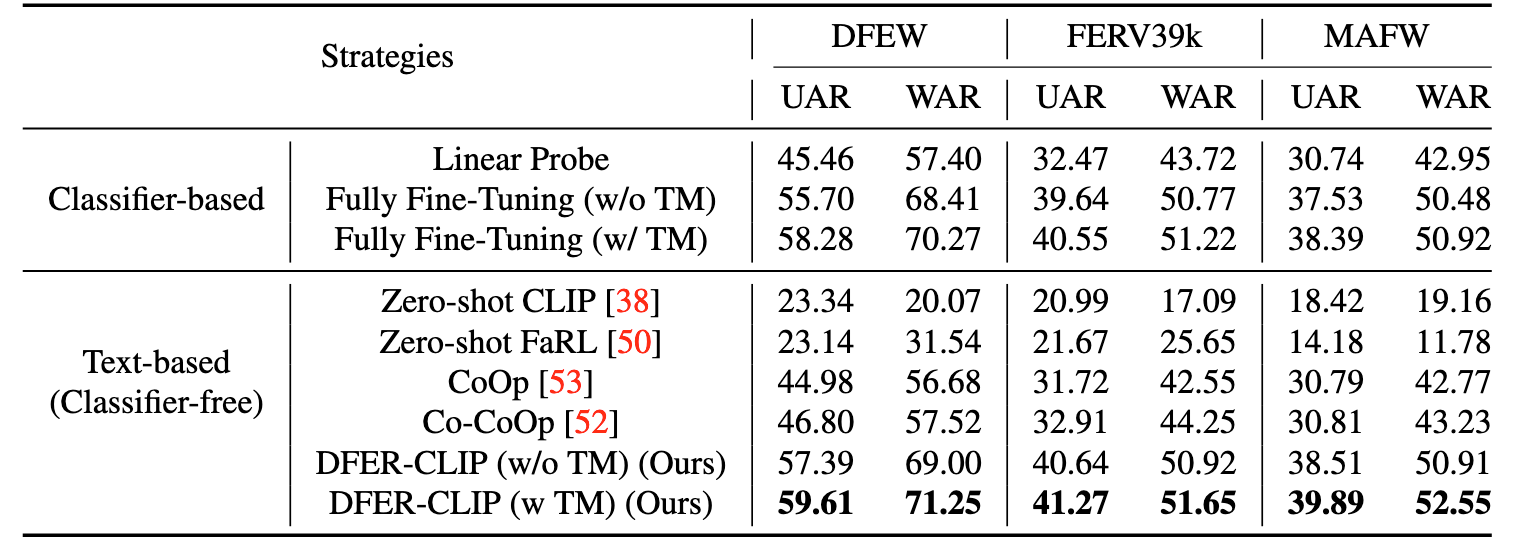 Strategies DFEW FERV39k MAFW
UAR WAR UAR WAR UAR WAR
Classifier-based
Linear Probe 45.46 57.40 32.47 43.72 30.74 42.95
Fully Fine-Tuning (w/o TM) 55.70 68.41 39.64 50.77 37.53 50.48
Fully Fine-Tuning (w/ TM) 58.28 70.27 40.55 51.22 38.39 50.92
Text-based
(Classifier-free)
Zero-shot CLIP [38] 23.34 20.07 20.99 17.09 18.42 19.16
Zero-shot FaRL [50] 23.14 31.54 21.67 25.65 14.18 11.78
CoOp [53] 44.98 56.68 31.72 42.55 30.79 42.77
Co-CoOp [52] 46.80 57.52 32.91 44.25 30.81 43.23
DFER-CLIP (w/o TM) (Ours) 57.39 69.00 40.64 50.92 38.51 50.91
DFER-CLIP (w TM) (Ours) 59.61 71.25 41.27 51.65 39.89 52.55